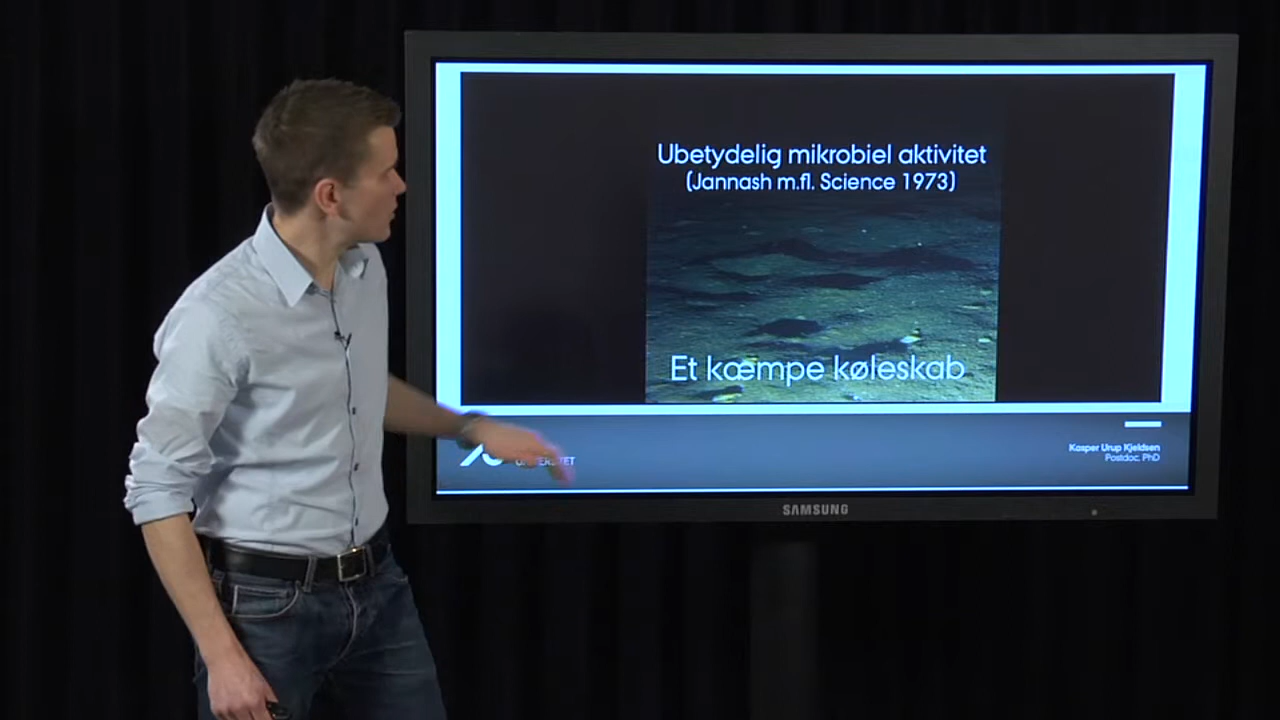 Ubetydelig mikrobiel aktivitet
(Jannash m.fl. Science 1973)
Et kæmpe køleskab
Kasper Urup Kjeldsen
Postdoc, PhD
SAMSUNG